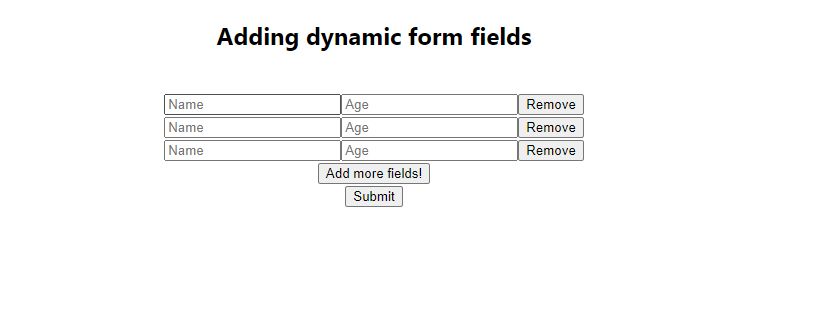 Adding dynamic form fields
Name Age Remove
Name Age Remove
Name Age Remove
Add more fields!
Submit